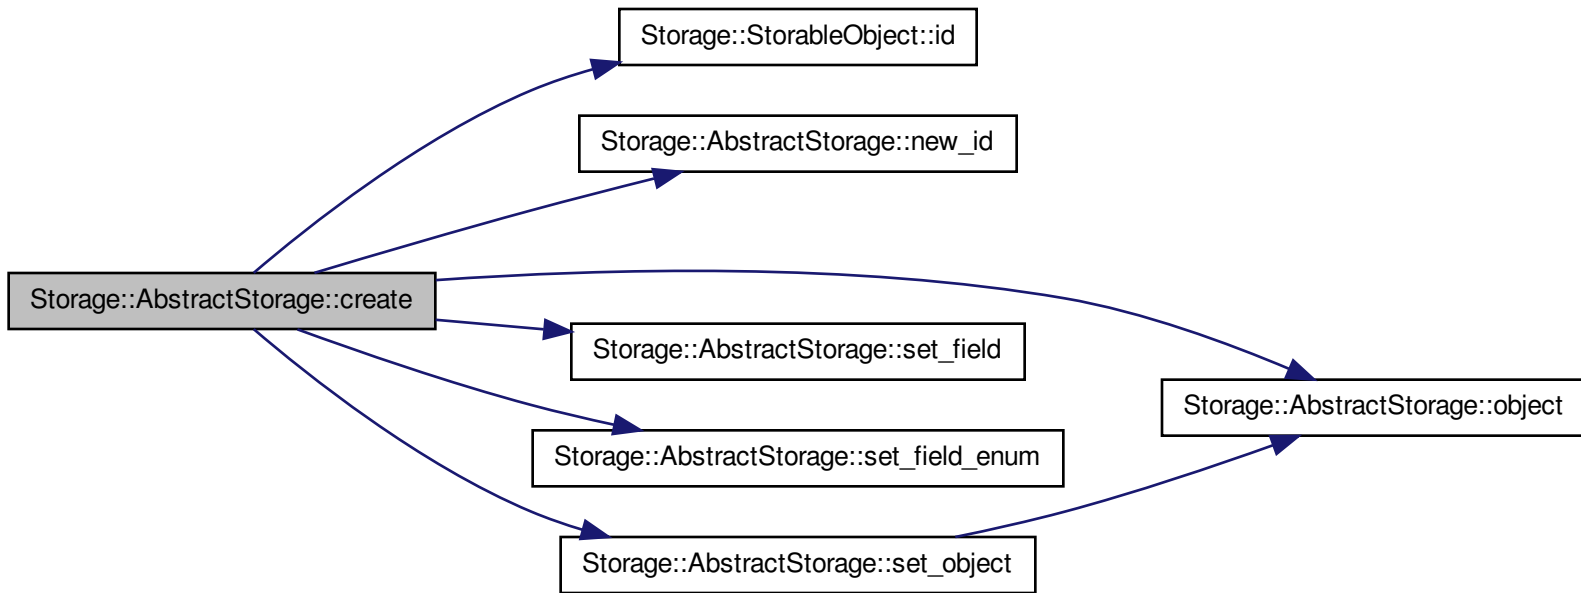 Storage::StorableObject::id
Storage::AbstractStorage::new_id
Storage::AbstractStorage::create
Storage::AbstractStorage::set_field
Storage::AbstractStorage::object
Storage::AbstractStorage::set_field_enum
Storage::AbstractStorage::set_object